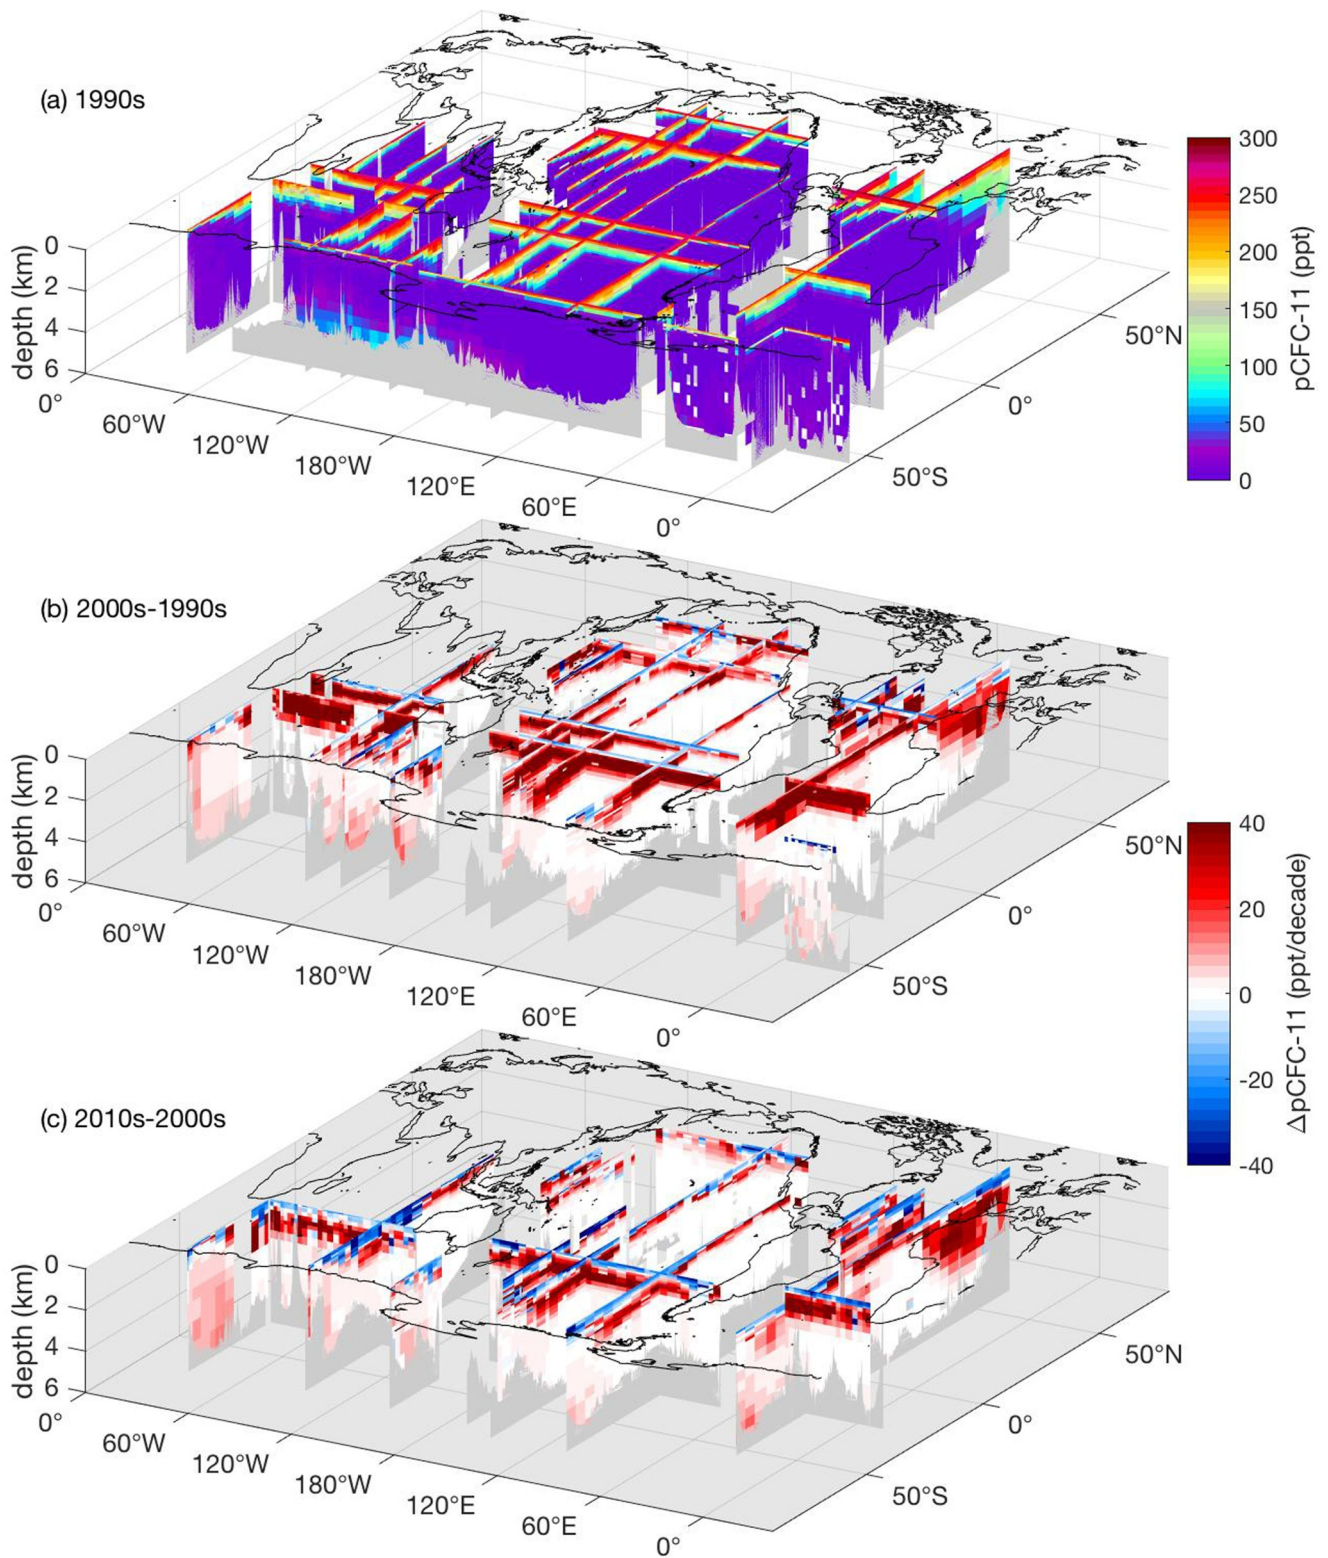 (a) 1990s
0
2
4
6
depth (km)
0°
60°W
120°W
180°W
120°E
60°E
0°
50°S
0°
50°N
300
250
200
150
100
50
0
pCFC-11 (ppt)
(b) 2000s-1990s
0
2
4
6
depth (km)
0°
60°W
120°W
180°W
120°E
60°E
0°
50°S
0°
50°N
40
20
0
-20
-40
ΔpCFC-11 (ppt/decade)
(c) 2010s-2000s
0
2
4
6
depth (km)
0°
60°W
120°W
180°W
120°E
60°E
0°
50°S
0°
50°N